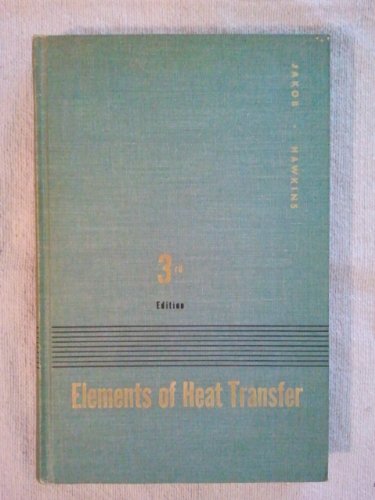 JAKOB • HAWKINS
3rd
Edition
Elements of Heat Transfer